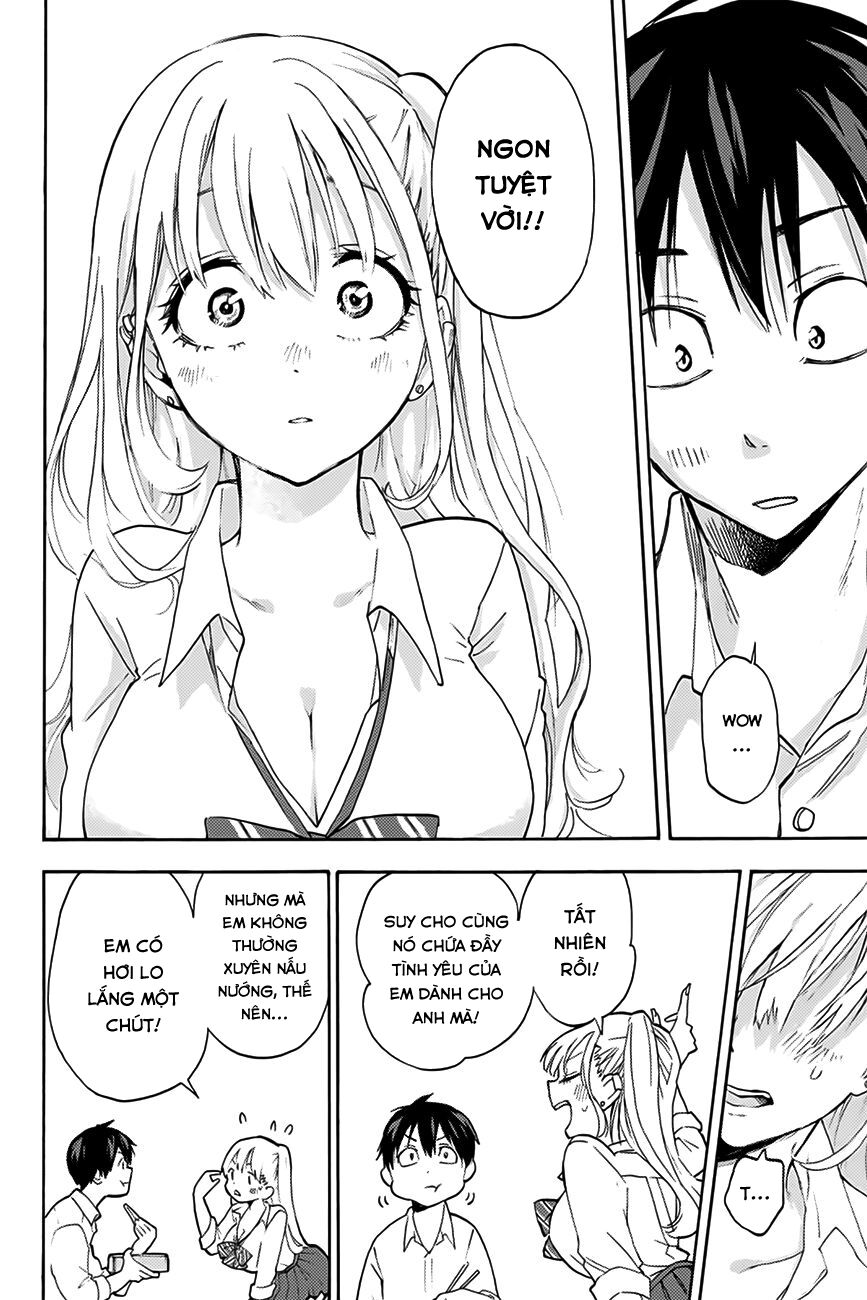 WOW
...
NGON
TUYỆT
VỜI!!
T...
TẤT
NHIÊN
RỒI!
SUY CHO CÙNG
NÓ CHỨA ĐẦY
TÌNH YÊU CỦA
EM DÀNH CHO
ANH MÀ!
NHƯNG MÀ
EM KHÔNG
THƯỜNG
XUYÊN NẤU
NƯỚNG, THẾ
NÊN...
EM CÓ
HƠI LO
LẮNG MỘT
CHÚT!